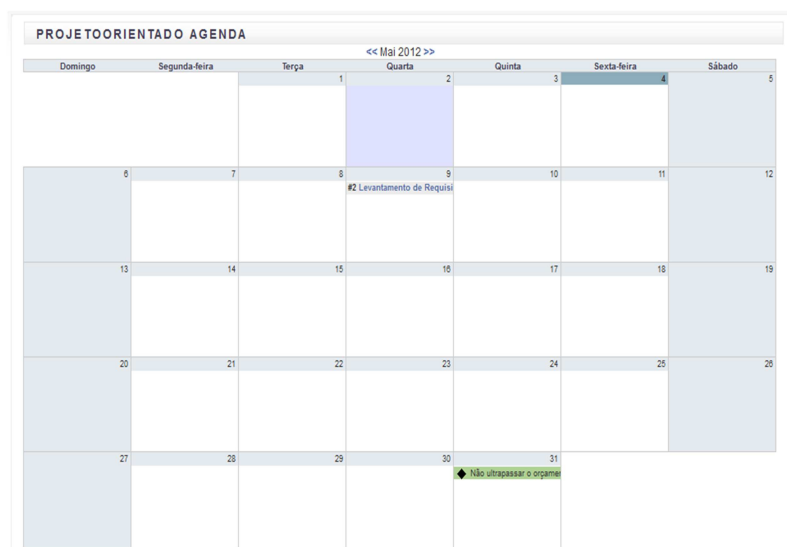 PROJETOORIENTADO AGENDA
<< Mai 2012 >>
Domingo Segunda-feira Terça Quarta Quinta Sexta-feira Sábado
1 2 3 4 5
6 7 8 9 10 11 12
#2 Levantamento de Requisi
13 14 15 16 17 18 19
20 21 22 23 24 25 26
27 28 29 30 31
Não ultrapassar o orçamen